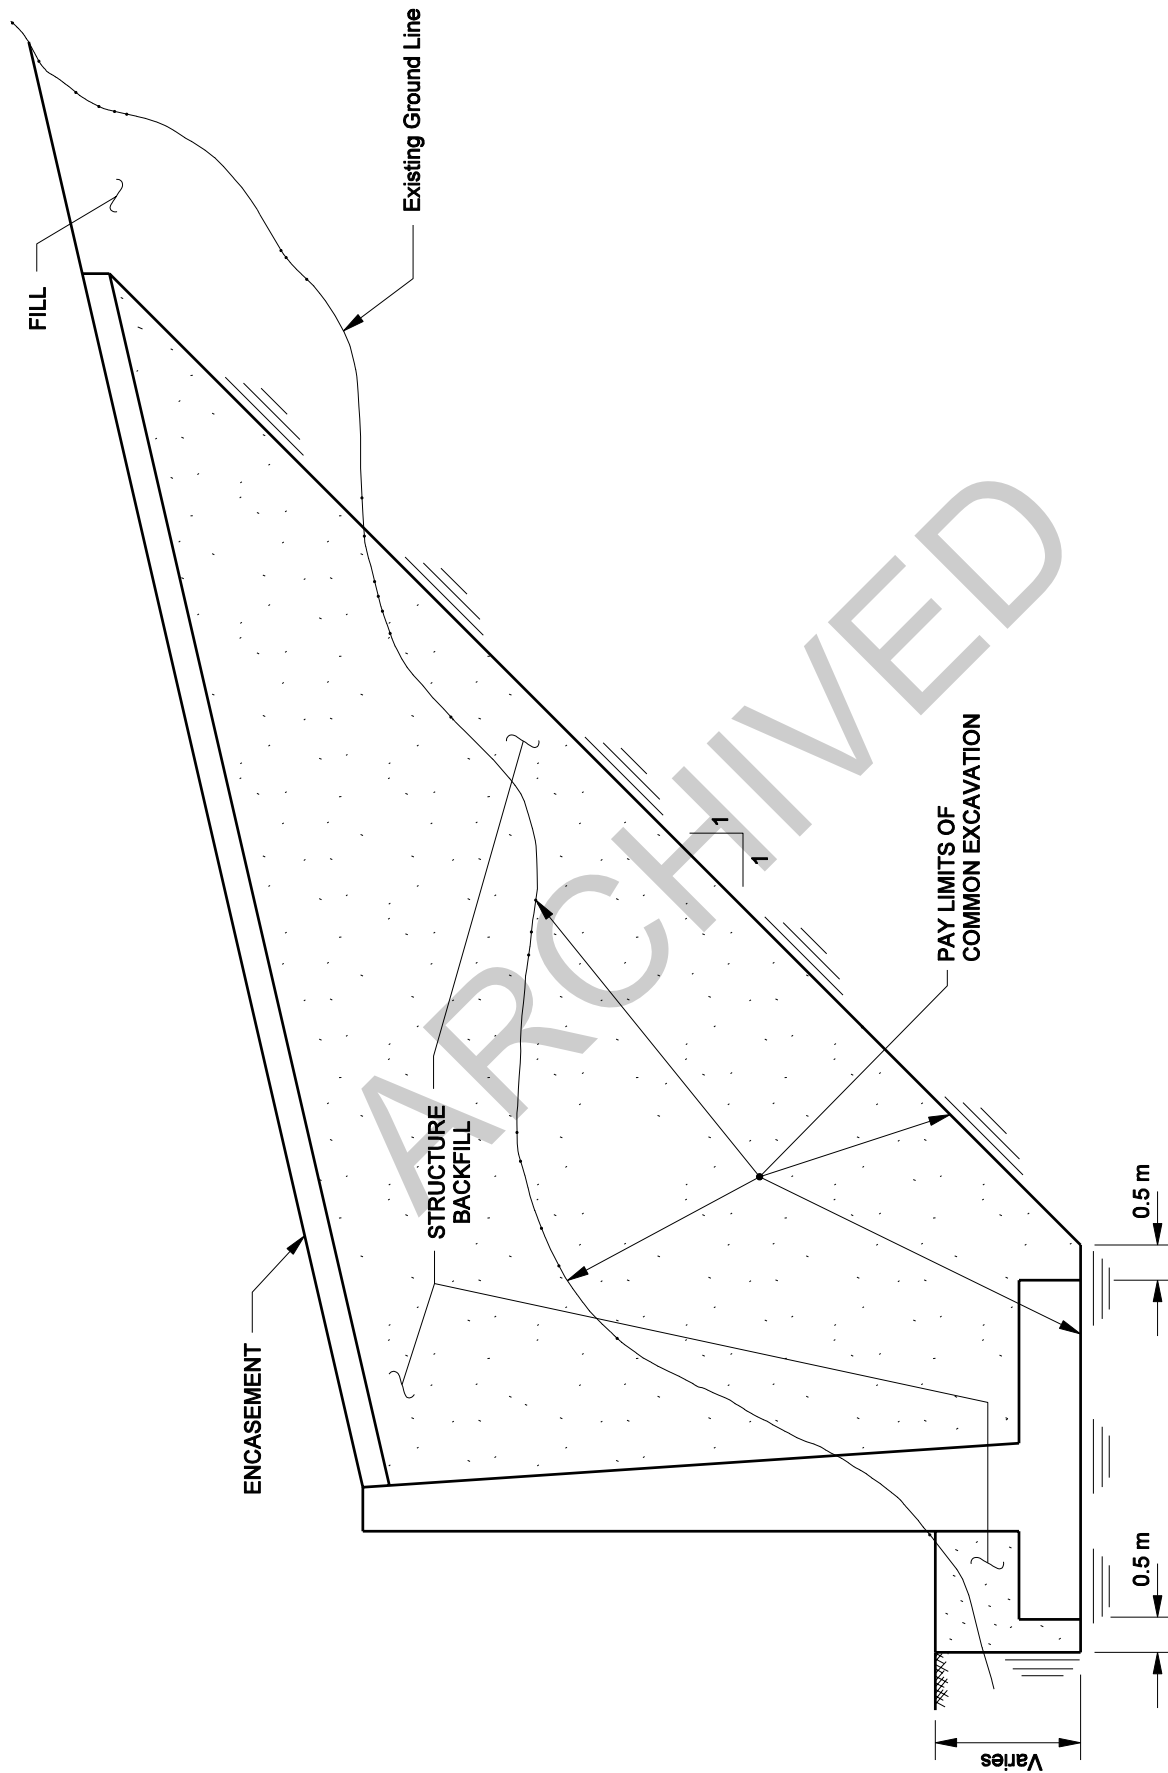 FILL
Existing Ground Line
ENCASEMENT
STRUCTURE
BACKFILL
1
1
PAY LIMITS OF
COMMON EXCAVATION
0.5 m
0.5 m
Varies
ARCHIVED